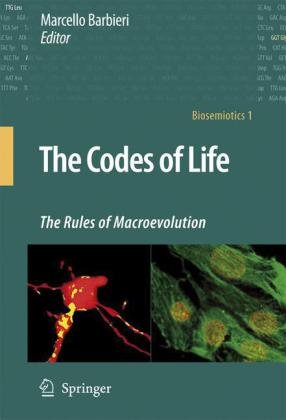 Marcello Barbieri
Editor
Biosemiotics 1
The Codes of Life
The Rules of Macroevolution
Springer